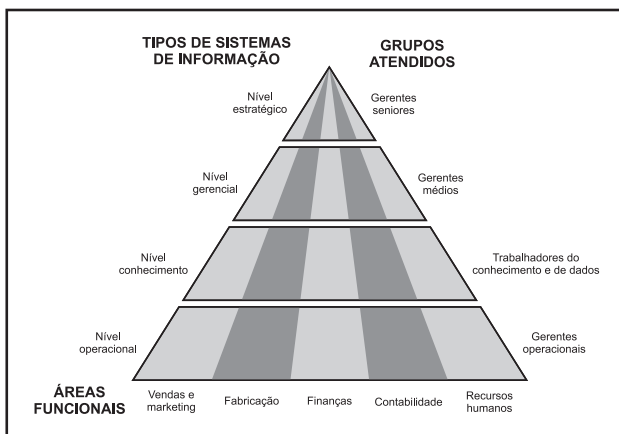 TIPOS DE SISTEMAS
DE INFORMAÇÃO
GRUPOS
ATENDIDOS
Nível
estratégico
Gerentes
seniores
Nível
gerencial
Gerentes
médios
Nível
conhecimento
Trabalhadores do
conhecimento e de dados
Nível
operacional
Gerentes
operacionais
ÁREAS
FUNCIONAIS
Vendas e
marketing
Fabricação
Finanças
Contabilidade
Recursos
humanos